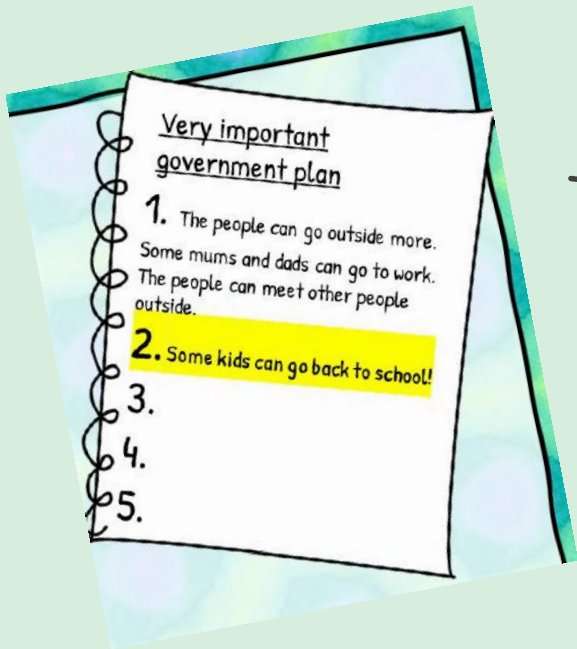 Very important
government plan
1. The people can go outside more.
Some mums and dads can go to work.
The people can meet other people
outside.
2. Some kids can go back to school!
3.
4.
5.